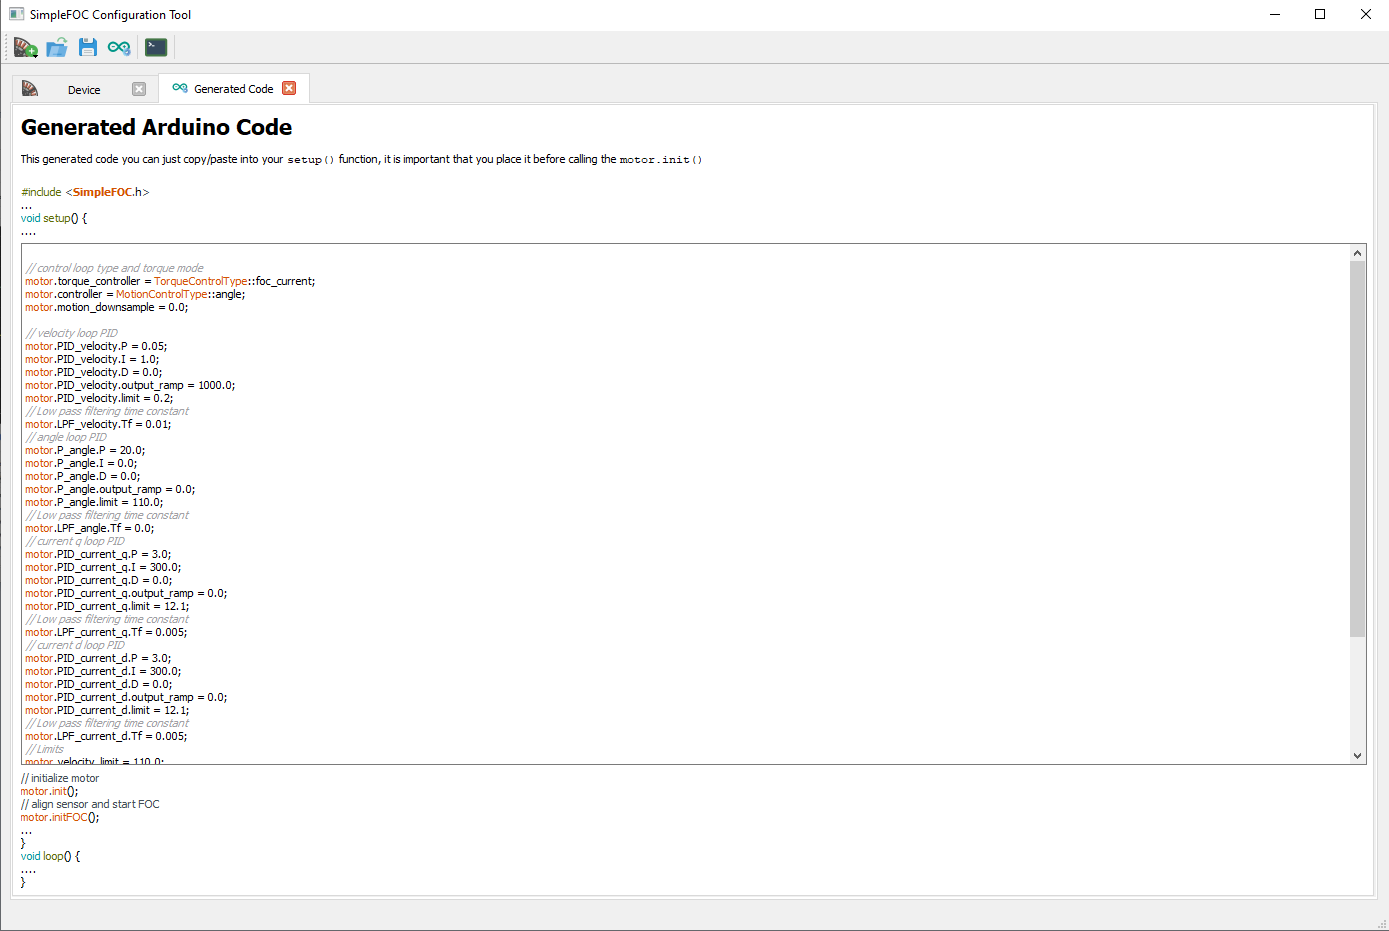 SimpleFOC Configuration Tool
Device
Generated Code
Generated Arduino Code
This generated code you can just copy/paste into your setup() function, it is important that you place it before calling the motor.init()
#include <SimpleFOC.h>
...
void setup() {
....
// control loop type and torque mode
motor.torque_controller = TorqueControlType::foc_current;
motor.controller = MotionControlType::angle;
motor.motion_downsample = 0.0;
// velocity loop PID
motor.PID_velocity.P = 0.05;
motor.PID_velocity.I = 1.0;
motor.PID_velocity.D = 0.0;
motor.PID_velocity.output_ramp = 1000.0;
motor.PID_velocity.limit = 0.2;
// Low pass filtering time constant
motor.LPF_velocity.Tf = 0.01;
// angle loop PID
motor.P_angle.P = 20.0;
motor.P_angle.I = 0.0;
motor.P_angle.D = 0.0;
motor.P_angle.output_ramp = 0.0;
motor.P_angle.limit = 110.0;
// Low pass filtering time constant
motor.LPF_angle.Tf = 0.0;
// current q loop PID
motor.PID_current_q.P = 3.0;
motor.PID_current_q.I = 300.0;
motor.PID_current_q.D = 0.0;
motor.PID_current_q.output_ramp = 0.0;
motor.PID_current_q.limit = 12.1;
// Low pass filtering time constant
motor.LPF_current_q.Tf = 0.005;
// current d loop PID
motor.PID_current_d.P = 3.0;
motor.PID_current_d.I = 300.0;
motor.PID_current_d.D = 0.0;
motor.PID_current_d.output_ramp = 0.0;
motor.PID_current_d.limit = 12.1;
// Low pass filtering time constant
motor.LPF_current_d.Tf = 0.005;
// Limits
motor.velocity_limit = 110.0;
// initialize motor
motor.init();
// align sensor and start FOC
motor.initFOC();
...
}
void loop() {
....
}